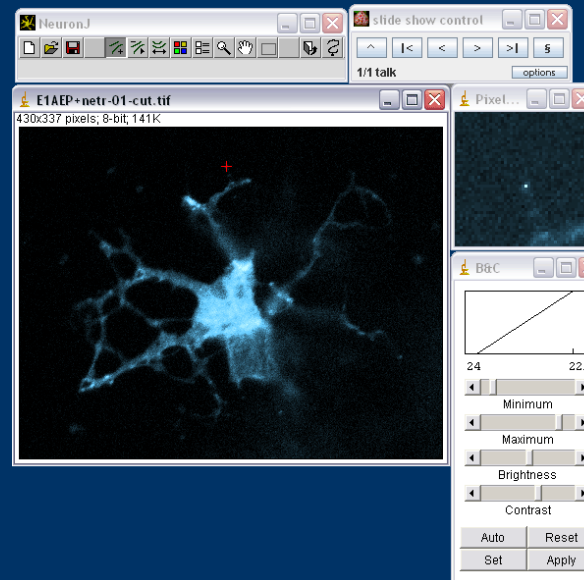 NeuronJ
slide show control
^ |< < > >| §
1/1 talk
options
E1AEP+netr-01-cut.tif
430x337 pixels; 8-bit; 141K
Pixel...
B&C
24
22
Minimum
Maximum
Brightness
Contrast
Auto
Reset
Set
Apply